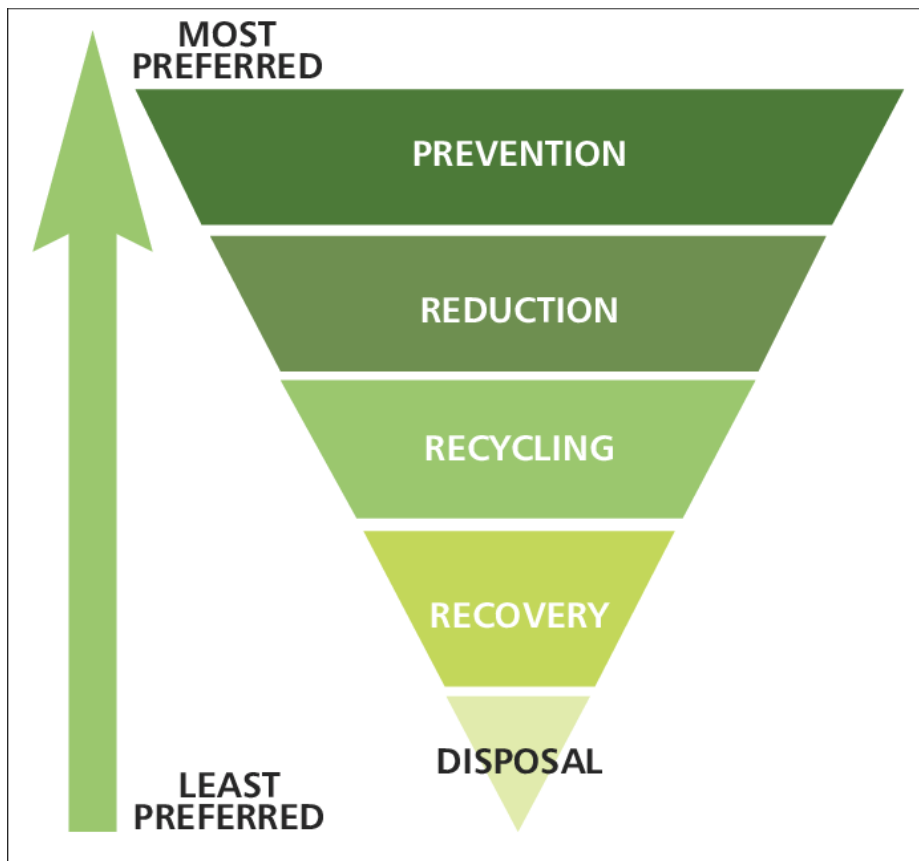 MOST
PREFERRED
PREVENTION
REDUCTION
RECYCLING
RECOVERY
DISPOSAL
LEAST
PREFERRED